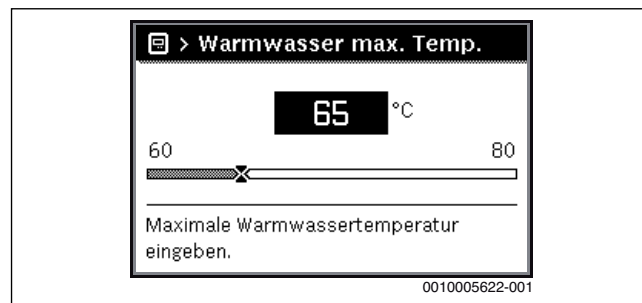 > Warmwasser max. Temp.
65 °C
60 80
Maximale Warmwassertemperatur
eingeben.
0010005622-001